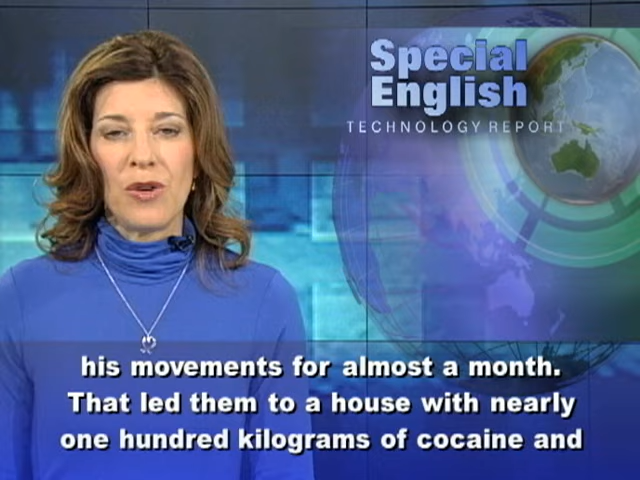 Special
English
TECHNOLOGY REPORT
his movements for almost a month.
That led them to a house with nearly
one hundred kilograms of cocaine and